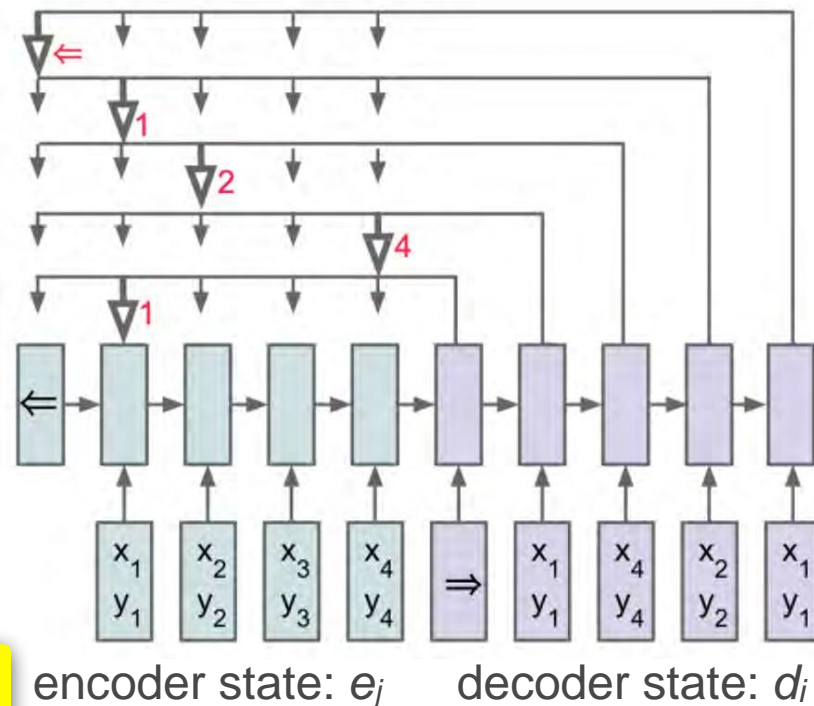 ⇐
1
2
4
1
⇐
x₁ x₂ x₃ x₄ ⇒ x₁ x₄ x₂ x₁
y₁ y₂ y₃ y₄ y₁ y₄ y₂ y₁
encoder state: eⱼ decoder state: dᵢ